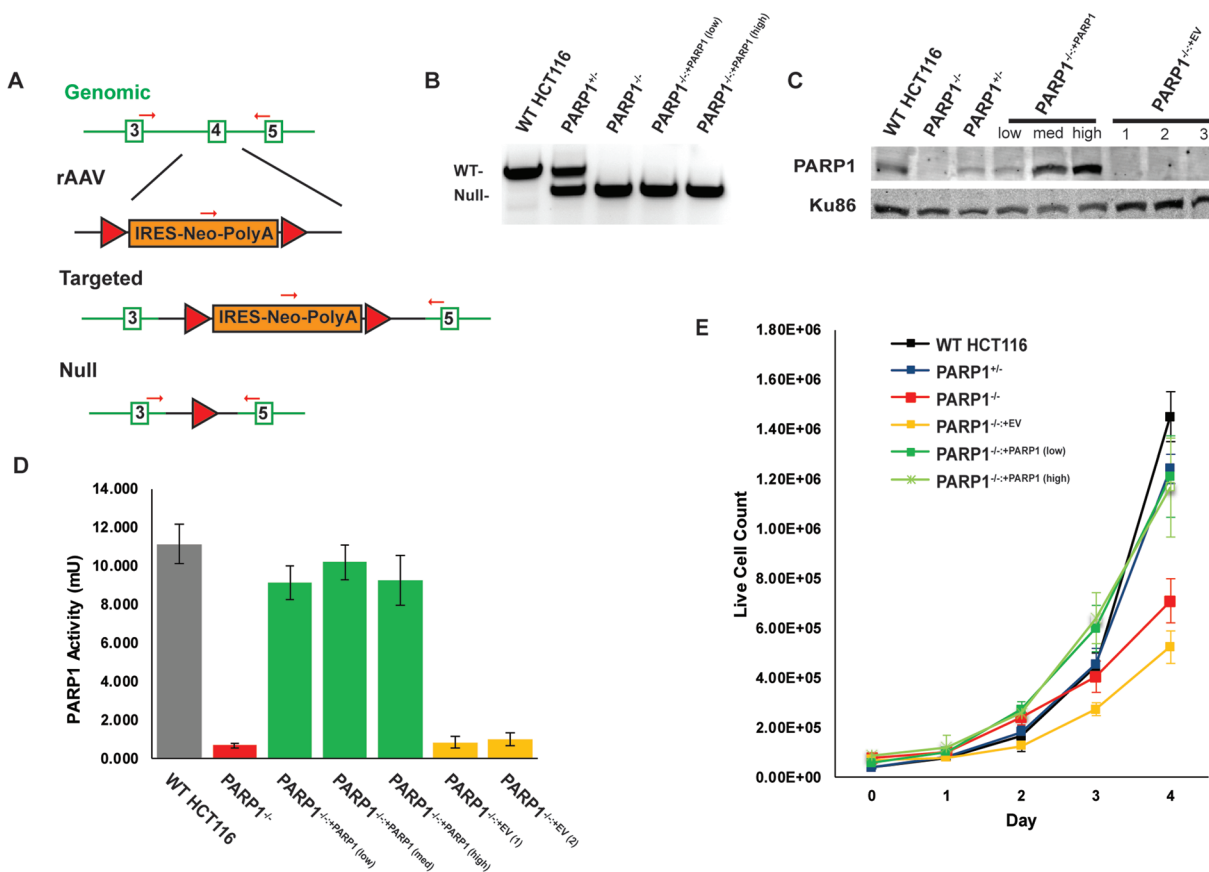 A
Genomic
3
4
5
rAAV
IRES-Neo-PolyA
Targeted
3
IRES-Neo-PolyA
5
Null
3
5
B
WT HCT116
PARP1+/-
PARP1-/-
PARP1-/-:+PARP1 (low)
PARP1-/-:+PARP1 (high)
WT-
Null-
C
WT HCT116
PARP1-/-
PARP1+/-
PARP1-/-:+PARP1
PARP1-/-:+EV
low med high 1 2 3
PARP1
Ku86
D
PARP1 Activity (mU)
14.000
12.000
10.000
8.000
6.000
4.000
2.000
0.000
WT HCT116
PARP1-/-
PARP1-/-:+PARP1 (low)
PARP1-/-:+PARP1 (med)
PARP1-/-:+PARP1 (high)
PARP1-/-:+EV (1)
PARP1-/-:+EV (2)
E
Live Cell Count
1.80E+06
1.60E+06
1.40E+06
1.20E+06
1.00E+06
8.00E+05
6.00E+05
4.00E+05
2.00E+05
0.00E+00
WT HCT116
PARP1+/-
PARP1-/-
PARP1-/-:+EV
PARP1-/-:+PARP1 (low)
PARP1-/-:+PARP1 (high)
0 1 2 3 4
Day